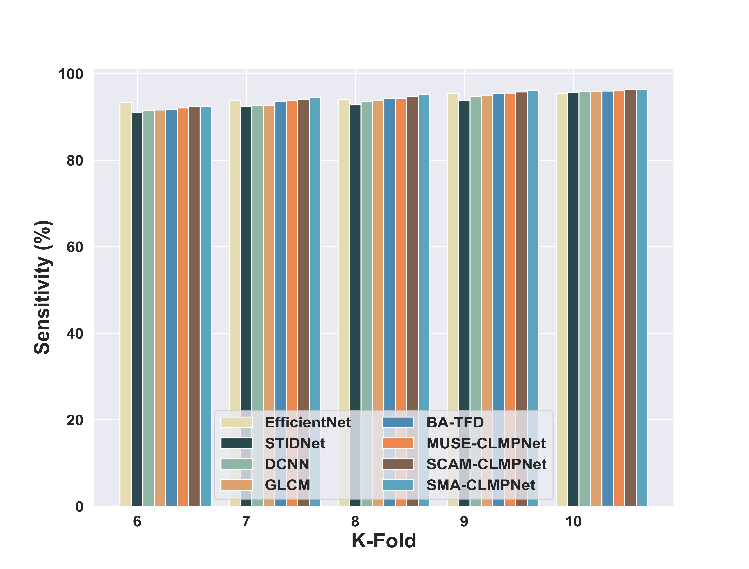 100
80
60
40
20
0
Sensitivity (%)
EfficientNet
STIDNet
DCNN
GLCM
BA-TFD
MUSE-CLMPNet
SCAM-CLMPNet
SMA-CLMPNet
6 7 8 9 10
K-Fold